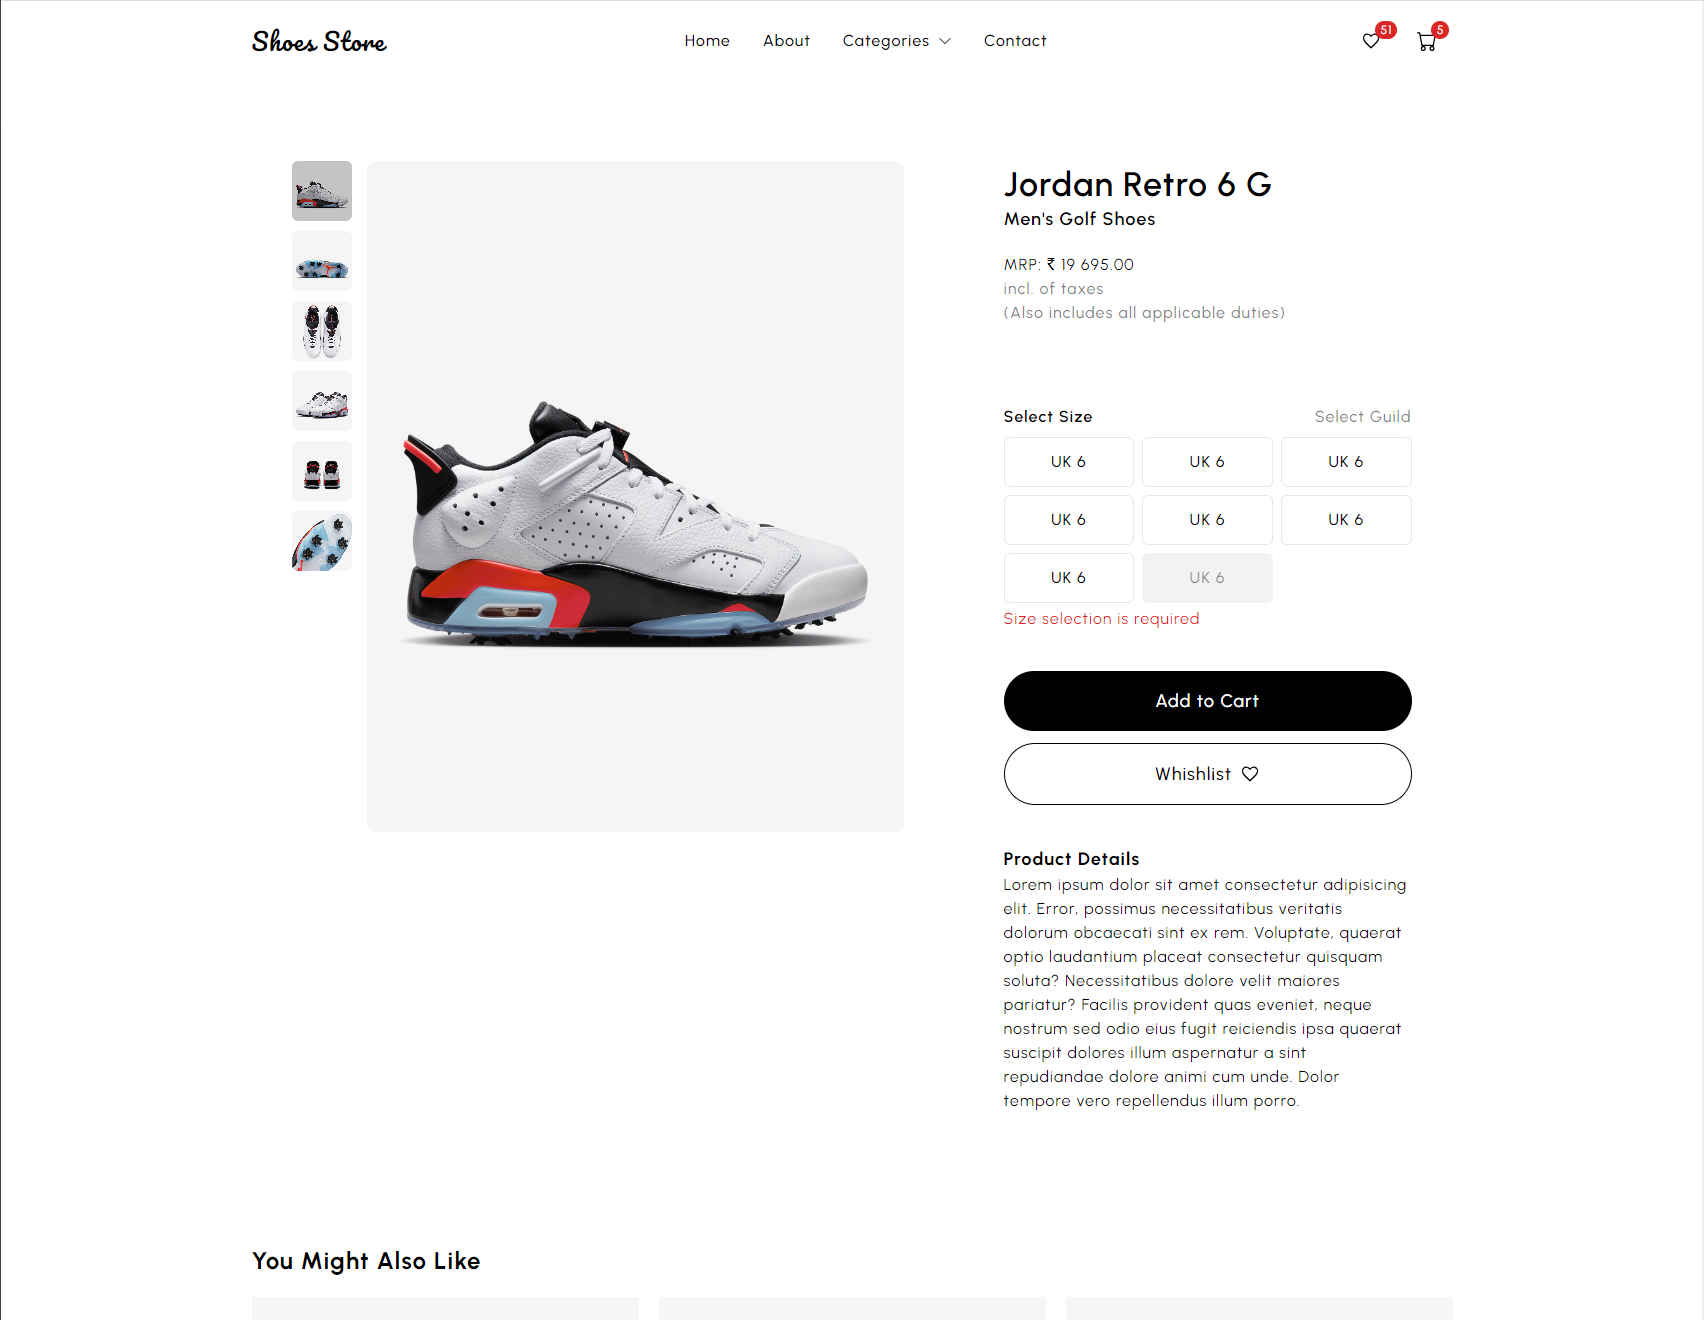 Shoes Store
Home
About
Categories
Contact
51
5
Jordan Retro 6 G
Men's Golf Shoes
MRP: ₹ 19 695.00
incl. of taxes
(Also includes all applicable duties)
Select Size
Select Guild
UK 6
UK 6
UK 6
UK 6
UK 6
UK 6
UK 6
UK 6
Size selection is required
Add to Cart
Whishlist
Product Details
Lorem ipsum dolor sit amet consectetur adipisicing
elit. Error, possimus necessitatibus veritatis
dolorum obcaecati sint ex rem. Voluptate, quaerat
optio laudantium placeat consectetur quisquam
soluta? Necessitatibus dolore velit maiores
pariatur? Facilis provident quas eveniet, neque
nostrum sed odio eius fugit reiciendis ipsa quaerat
suscipit dolores illum aspernatur a sint
repudiandae dolore animi cum unde. Dolor
tempore vero repellendus illum porro.
You Might Also Like